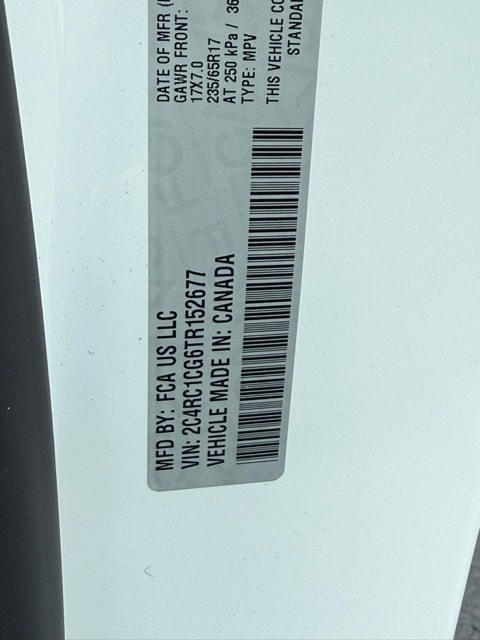 MFD BY: FCA US LLC
VIN: 2C4RC1CG6TR152677
VEHICLE MADE IN: CANADA
DATE OF MFR (
GAWR FRONT:
17X7.0
235/65R17
AT 250 kPa / 36
TYPE: MPV
THIS VEHICLE CO
STANDA